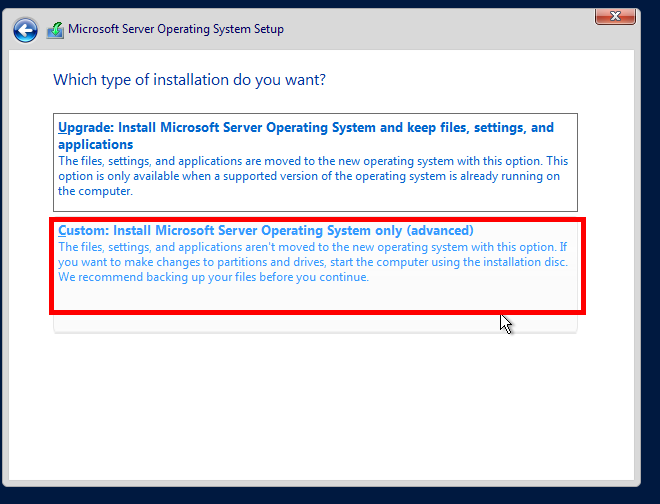 Microsoft Server Operating System Setup
Which type of installation do you want?
Upgrade: Install Microsoft Server Operating System and keep files, settings, and
applications
The files, settings, and applications are moved to the new operating system with this option. This
option is only available when a supported version of the operating system is already running on
the computer.
Custom: Install Microsoft Server Operating System only (advanced)
The files, settings, and applications aren't moved to the new operating system with this option. If
you want to make changes to partitions and drives, start the computer using the installation disc.
We recommend backing up your files before you continue.